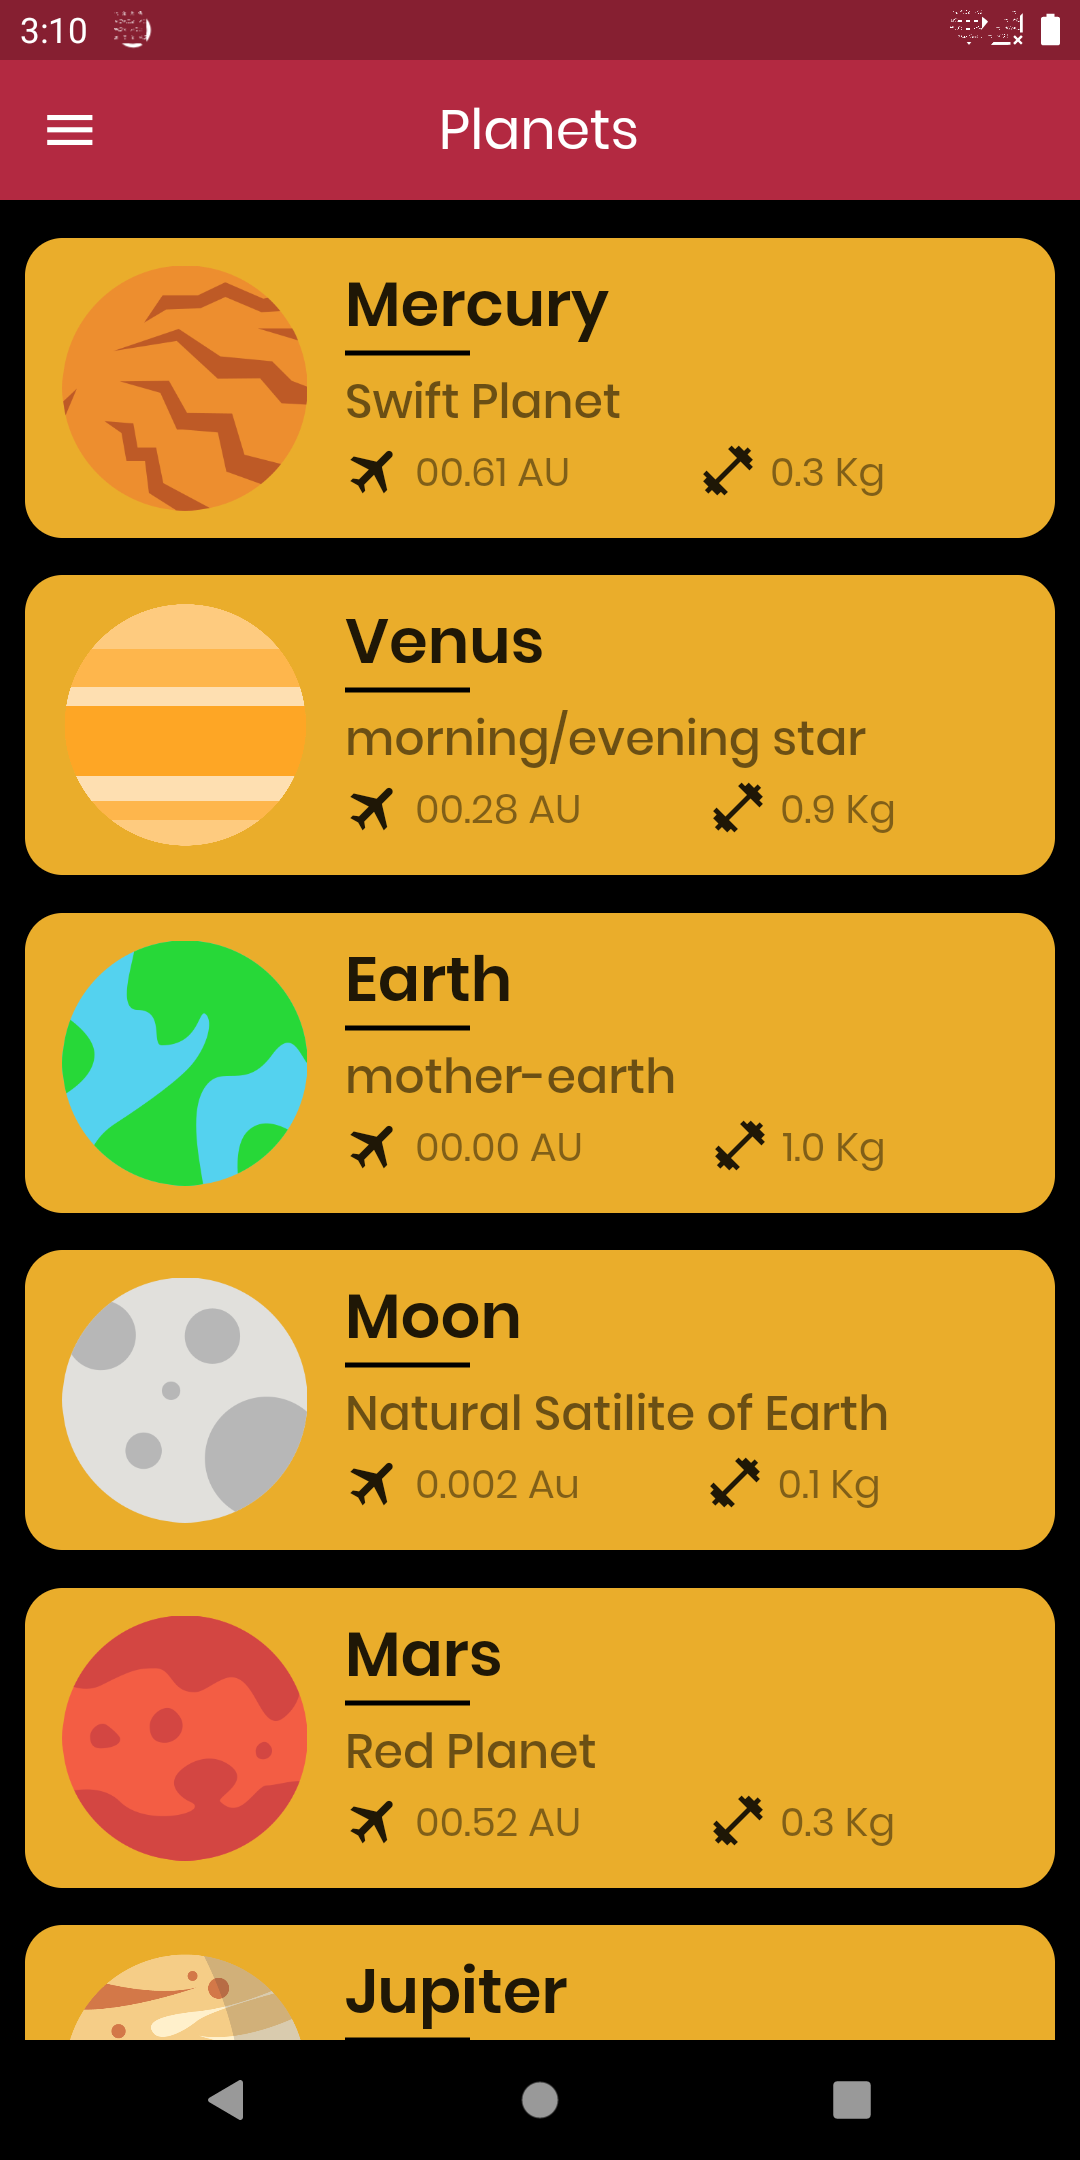 3:10
Planets
Mercury
Swift Planet
00.61 AU 0.3 Kg
Venus
morning/evening star
00.28 AU 0.9 Kg
Earth
mother-earth
00.00 AU 1.0 Kg
Moon
Natural Satilite of Earth
0.002 Au 0.1 Kg
Mars
Red Planet
00.52 AU 0.3 Kg
Jupiter